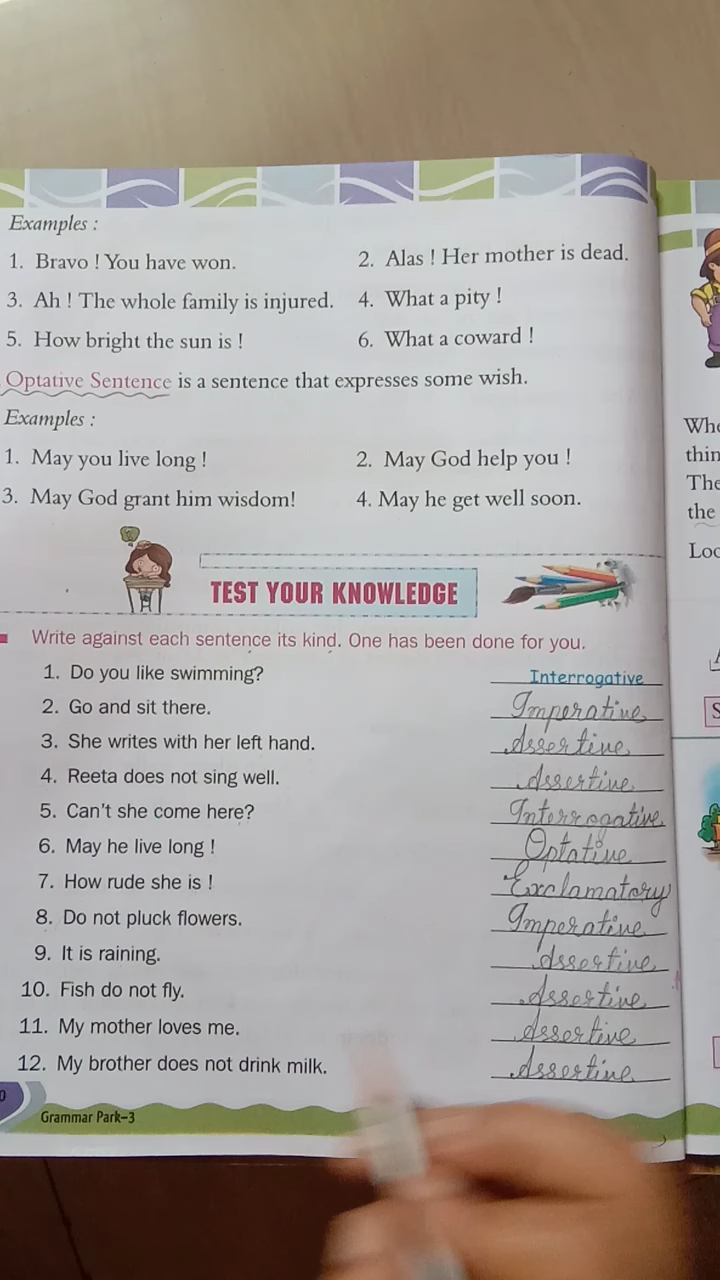 Examples :
1. Bravo ! You have won. 2. Alas ! Her mother is dead.
3. Ah ! The whole family is injured. 4. What a pity !
5. How bright the sun is ! 6. What a coward !
Optative Sentence is a sentence that expresses some wish.
Examples :
1. May you live long ! 2. May God help you !
3. May God grant him wisdom! 4. May he get well soon.
TEST YOUR KNOWLEDGE
Write against each sentence its kind. One has been done for you.
1. Do you like swimming? Interrogative
2. Go and sit there. Imperative
3. She writes with her left hand. Assertive
4. Reeta does not sing well. Assertive
5. Can't she come here? Interrogative
6. May he live long ! Optative
7. How rude she is ! Exclamatory
8. Do not pluck flowers. Imperative
9. It is raining. Assertive
10. Fish do not fly. Assertive
11. My mother loves me. Assertive
12. My brother does not drink milk. Assertive
Grammar Park–3
the